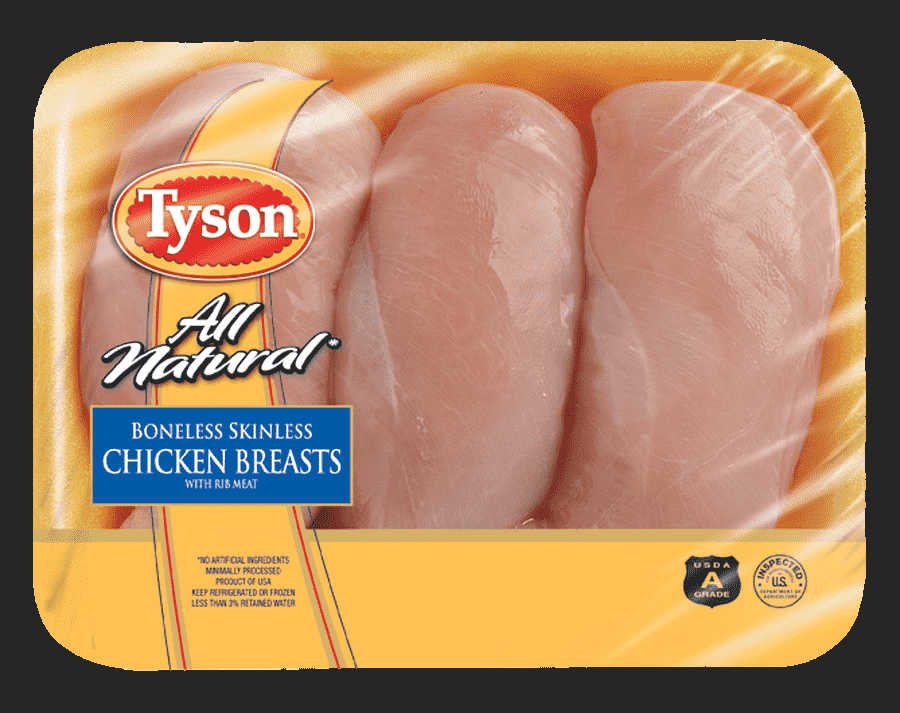 Tyson
All
Natural*
BONELESS SKINLESS
CHICKEN BREASTS
WITH RIB MEAT
*NO ARTIFICIAL INGREDIENTS
MINIMALLY PROCESSED
PRODUCT OF USA
KEEP REFRIGERATED OR FROZEN
LESS THAN 3% RETAINED WATER
USDA
A
GRADE
INSPECTED
U.S.
DEPARTMENT OF
AGRICULTURE